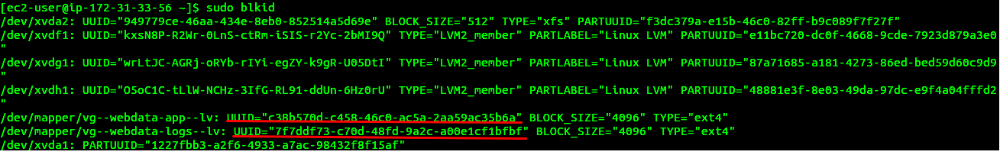 [ec2-user@ip-172-31-33-56 ~]$ sudo blkid
/dev/xvda2: UUID="949779ce-46aa-434e-8eb0-852514a5d69e" BLOCK_SIZE="512" TYPE="xfs" PARTUUID="f3dc379a-e15b-46c0-82ff-b9c089f7f27f"
/dev/xvdf1: UUID="kxsN8P-R2Wr-0LnS-ctRm-iSIS-r2Yc-2bMI9Q" TYPE="LVM2_member" PARTLABEL="Linux LVM" PARTUUID="e11bc720-dc0f-4668-9cde-7923d879a3e0
"
/dev/xvdg1: UUID="wrLtJC-AGRj-oRYb-rIYi-egZY-k9gR-U05DtI" TYPE="LVM2_member" PARTLABEL="Linux LVM" PARTUUID="87a71685-a181-4273-86ed-bed59d60c9d9
"
/dev/xvdh1: UUID="O5oC1C-tLlW-NCHz-3IfG-RL91-ddUn-6Hz0rU" TYPE="LVM2_member" PARTLABEL="Linux LVM" PARTUUID="48881e3f-8e03-49da-97dc-e9f4a04fffd2
"
/dev/mapper/vg--webdata-app--lv: UUID="c38b570d-c458-46c0-ac5a-2aa59ac35b6a" BLOCK_SIZE="4096" TYPE="ext4"
/dev/mapper/vg--webdata-logs--lv: UUID="7f7ddf73-c70d-48fd-9a2c-a00e1cf1bfbf" BLOCK_SIZE="4096" TYPE="ext4"
/dev/xvda1: PARTUUID="1227fbb3-a2f6-4933-a7ac-98432f8f15af"